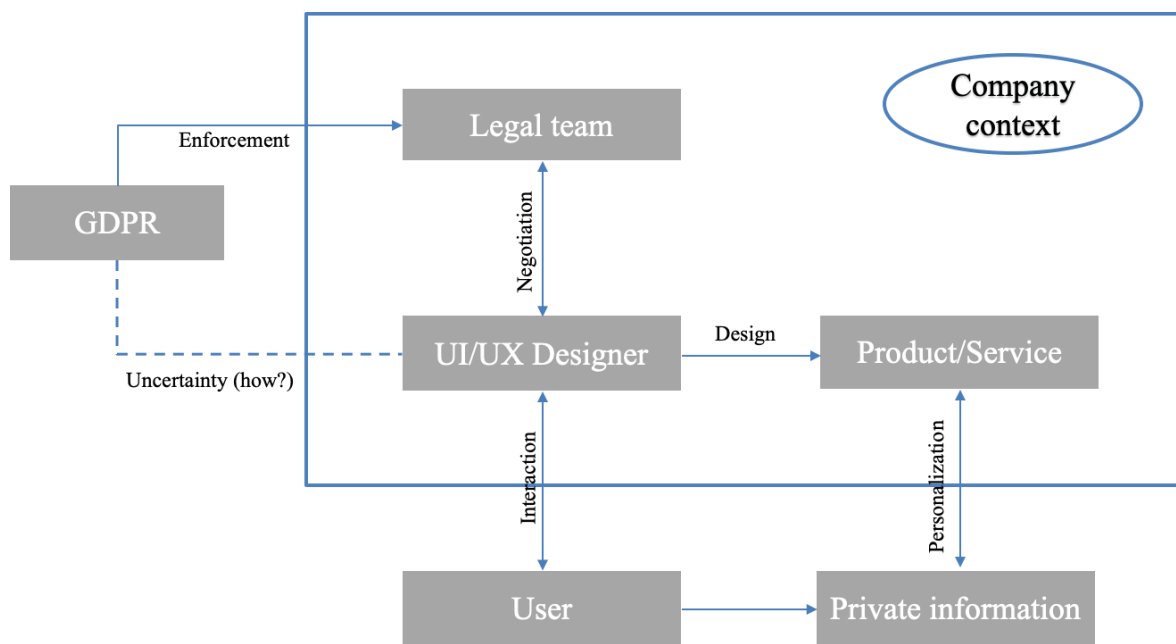 Company
context
Legal team
Enforcement
GDPR
Negotiation
UI/UX Designer
Design
Product/Service
Uncertainty (how?)
Interaction
Personalization
User
Private information